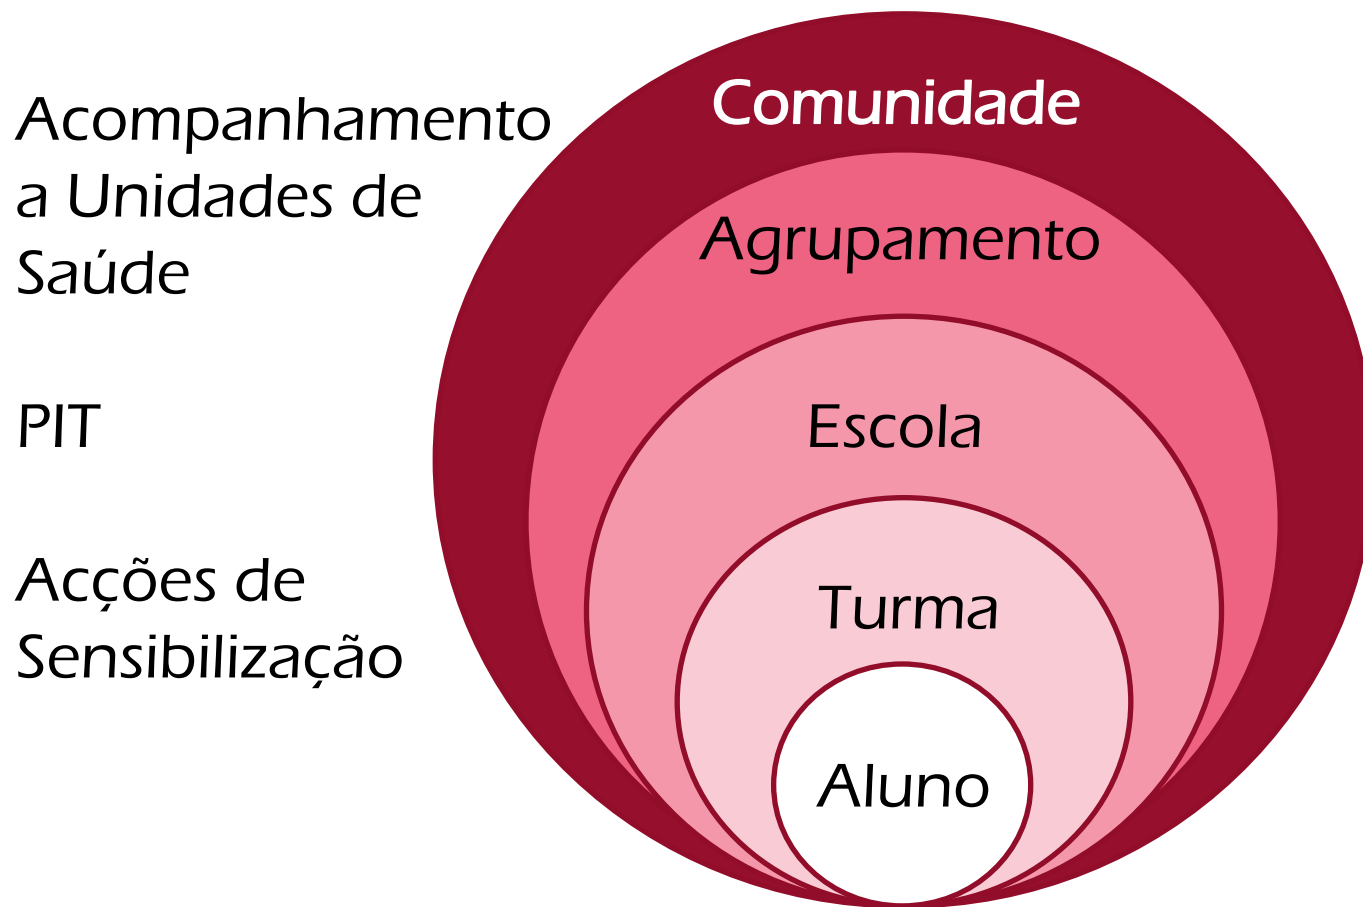 Acompanhamento
a Unidades de
Saúde
PIT
Acções de
Sensibilização
Comunidade
Agrupamento
Escola
Turma
Aluno